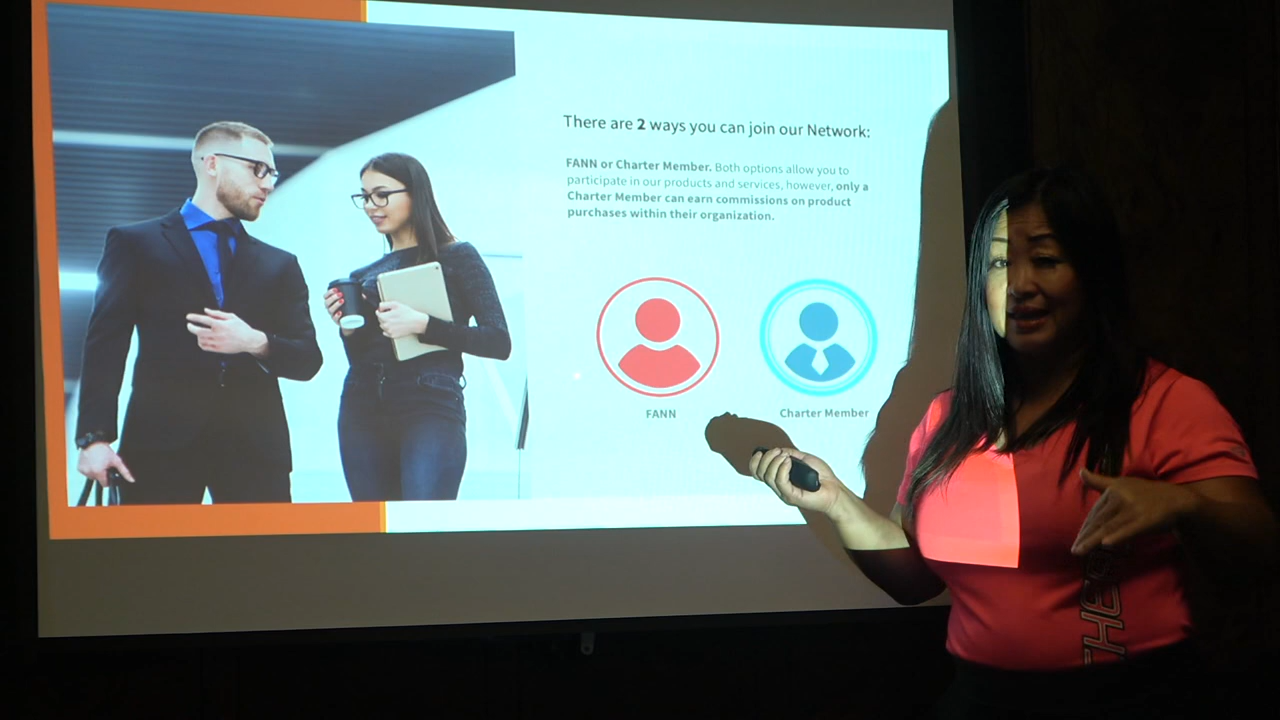 There are 2 ways you can join our Network:
FANN or Charter Member. Both options allow you to
participate in our products and services, however, only a
Charter Member can earn commissions on product
purchases within their organization.
FANN
Charter Member